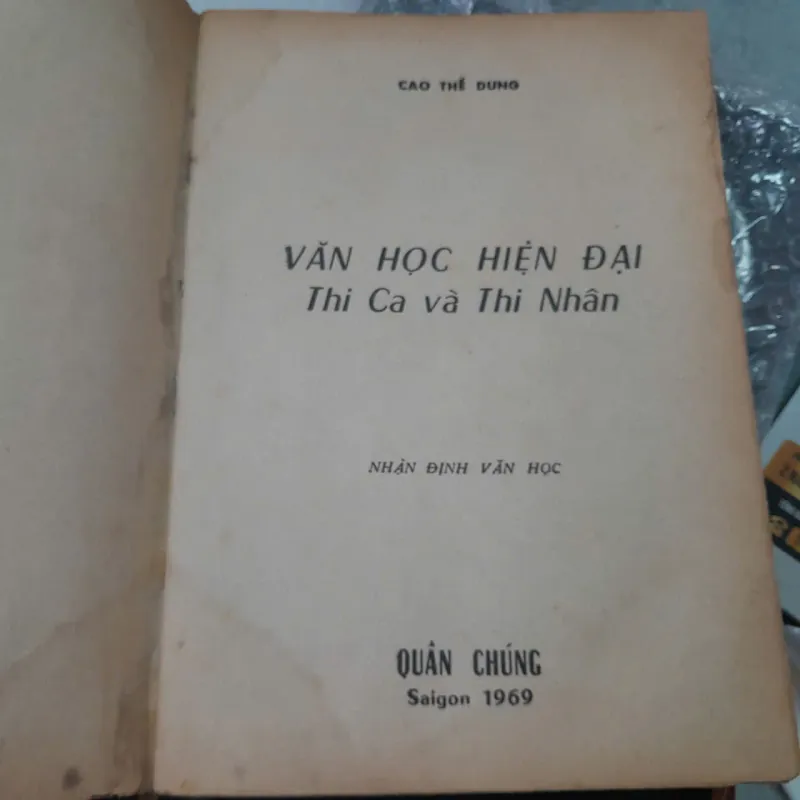 CAO THẾ DUNG
VĂN HỌC HIỆN ĐẠI
Thi Ca và Thi Nhân
NHẬN ĐỊNH VĂN HỌC
QUẦN CHÚNG
Saigon 1969